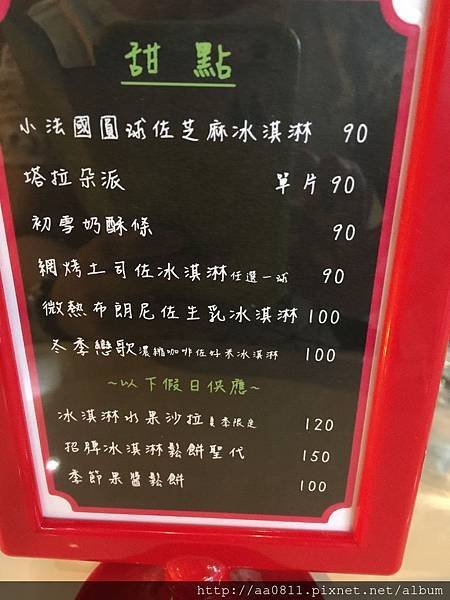 甜點
小法國圓球佐芝麻冰淇淋 90
塔拉朵派 單片 90
初雪奶酥條 90
網烤土司佐冰淇淋任選一球 90
微熱布朗尼佐生乳冰淇淋 100
冬季戀歌濃縮咖啡佐好米冰淇淋 100
~以下假日供應~
冰淇淋水果沙拉夏季限定 120
招牌冰淇淋鬆餅聖代 150
季節果醬鬆餅 100
http://aa0811.pixnet.net/album